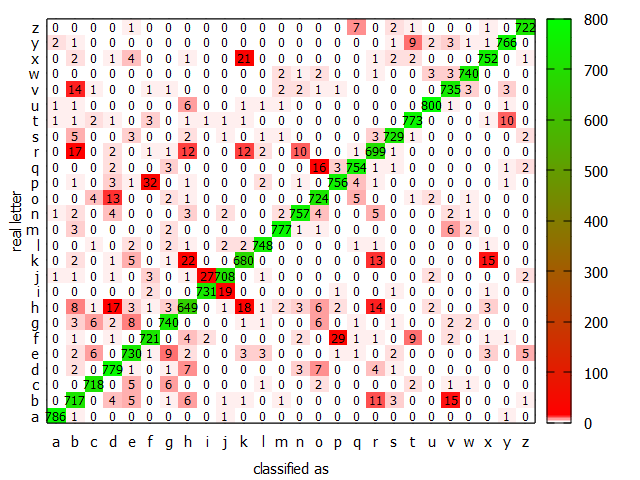 z 0 0 0 0 1 0 0 0 0 0 0 0 0 0 0 0 7 0 2 1 0 0 0 1 0 722
y 2 1 0 0 0 0 0 0 0 0 0 0 0 0 0 0 0 0 1 9 2 3 1 1 766 0
x 0 2 0 1 4 0 0 1 0 0 21 0 0 0 0 0 0 1 2 2 0 0 0 752 0 1
w 0 0 0 0 0 0 0 0 0 0 0 0 2 1 2 0 0 1 0 0 3 3 740 0 0 0
v 0 14 1 0 0 1 1 0 0 0 0 0 2 2 1 1 0 0 0 0 0 735 3 0 3 0
u 1 1 0 0 0 0 0 6 0 0 1 1 1 0 0 0 0 0 0 0 800 1 0 0 1 0
t 1 1 2 1 0 3 0 1 1 1 1 0 0 0 0 0 0 0 0 773 0 0 0 1 10 0
s 0 5 0 0 3 0 0 2 0 1 0 1 1 0 0 0 0 3 729 1 0 0 0 0 0 2
r 0 17 0 2 0 1 1 12 0 0 12 2 0 10 0 0 1 699 1 0 0 0 0 0 0 0
q 0 0 0 2 0 0 3 0 0 0 0 0 0 0 16 3 754 1 1 0 0 0 0 0 1 2
p 0 1 0 3 1 32 0 1 0 0 0 2 0 0 1 756 4 1 0 0 0 0 0 0 1 0
o 0 0 4 13 0 0 2 1 0 0 0 0 0 0 724 0 5 0 0 1 2 0 1 0 0 0
n 1 2 0 4 0 0 0 3 0 2 0 0 2 757 4 0 0 5 0 0 0 2 1 0 0 0
m 0 3 0 0 0 0 2 0 0 0 0 0 777 1 1 0 0 0 0 0 0 6 2 0 0 0
l 0 0 1 0 2 0 2 1 0 2 2 748 0 0 0 0 1 1 0 0 0 0 0 1 0 0
k 0 2 0 1 5 0 1 22 0 0 680 0 0 0 0 0 0 13 0 0 0 0 0 15 0 0
j 1 1 0 1 0 3 0 1 27 708 0 1 0 0 0 0 0 0 0 0 2 0 0 0 0 2
i 0 0 0 0 0 2 0 0 731 19 0 0 0 0 0 1 0 0 1 0 0 0 0 1 0 0
h 0 8 1 17 3 1 3 649 0 1 18 1 2 3 6 2 0 14 0 0 2 0 0 3 0 0
g 0 3 6 2 8 0 740 0 0 1 1 0 0 0 6 0 1 0 0 1 0 2 2 0 0 0
f 0 1 0 0 1 721 0 4 2 0 0 0 0 2 0 29 1 0 1 9 0 2 0 1 0 0
e 0 2 6 0 730 1 9 0 0 0 3 3 0 0 0 1 1 0 2 0 0 0 0 3 0 5
d 0 2 0 779 1 0 1 7 0 0 0 0 0 3 7 0 0 4 1 0 0 0 0 0 0 0
c 0 0 718 0 5 0 6 0 0 0 0 1 0 0 2 0 0 0 0 2 0 1 1 0 0 0
b 0 717 0 4 5 0 1 6 0 1 1 1 0 1 1 0 0 11 3 0 0 15 0 0 0 1
a 786 1 0 0 0 0 0 0 0 1 0 0 0 0 0 0 0 0 0 0 0 0 0 0 1 0
a b c d e f g h i j k l m n o p q r s t u v w x y z
classified as
real letter
800
700
600
500
400
300
200
100
0